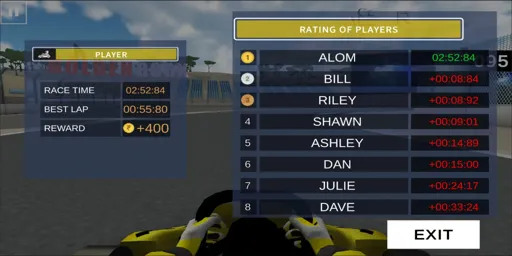 PLAYER
RACE TIME 02:52:84
BEST LAP 00:55:80
REWARD +400
RATING OF PLAYERS
1 ALOM 02:52:84
2 BILL +00:08:84
3 RILEY +00:08:92
4 SHAWN +00:09:01
5 ASHLEY +00:14:89
6 DAN +00:15:00
7 JULIE +00:24:17
8 DAVE +00:33:24
EXIT